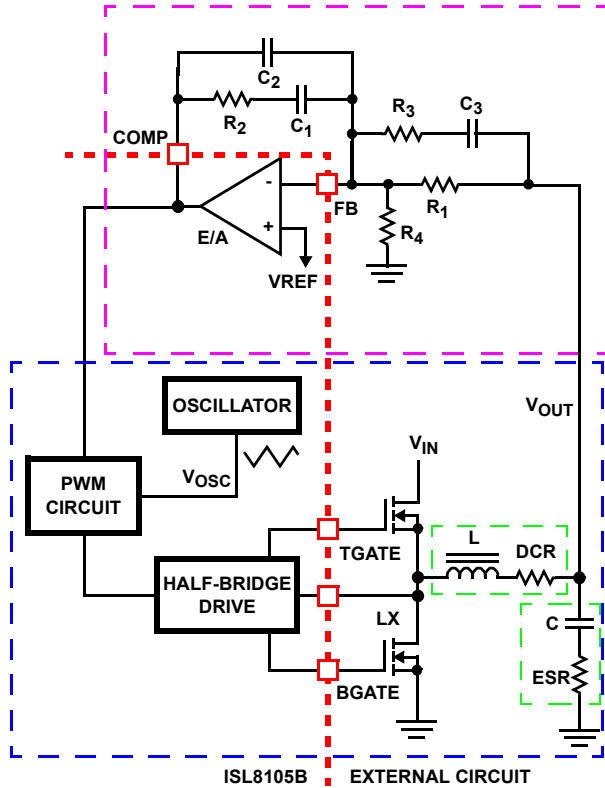 C2
R2
C1
COMP
R3
C3
-
+
E/A
FB
R1
R4
VREF
OSCILLATOR
VOUT
VIN
PWM
CIRCUIT
VOSC
TGATE
L
DCR
HALF-BRIDGE
DRIVE
LX
C
ESR
BGATE
ISL8105B
EXTERNAL CIRCUIT